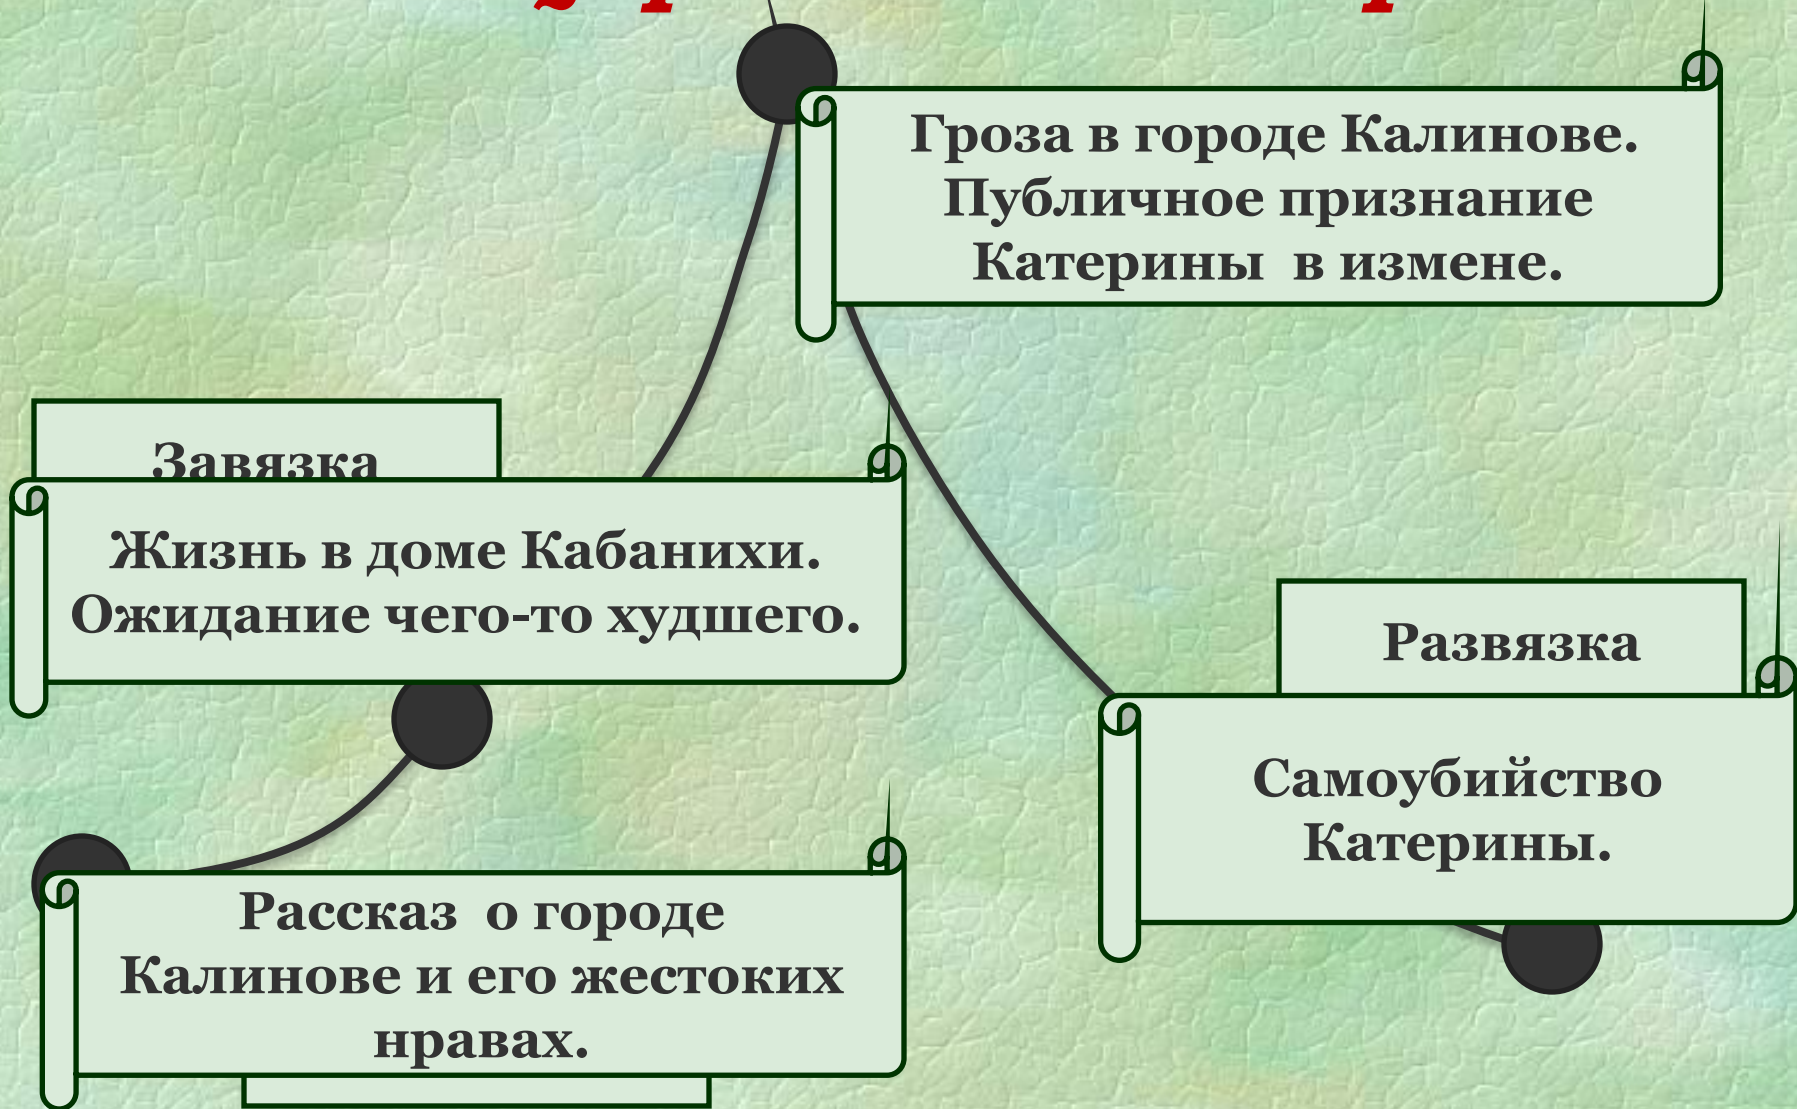 Гроза в городе Калинове.
Публичное признание
Катерины в измене.
Завязка
Жизнь в доме Кабанихи.
Ожидание чего-то худшего.
Развязка
Самоубийство
Катерины.
Рассказ о городе
Калинове и его жестоких
нравах.